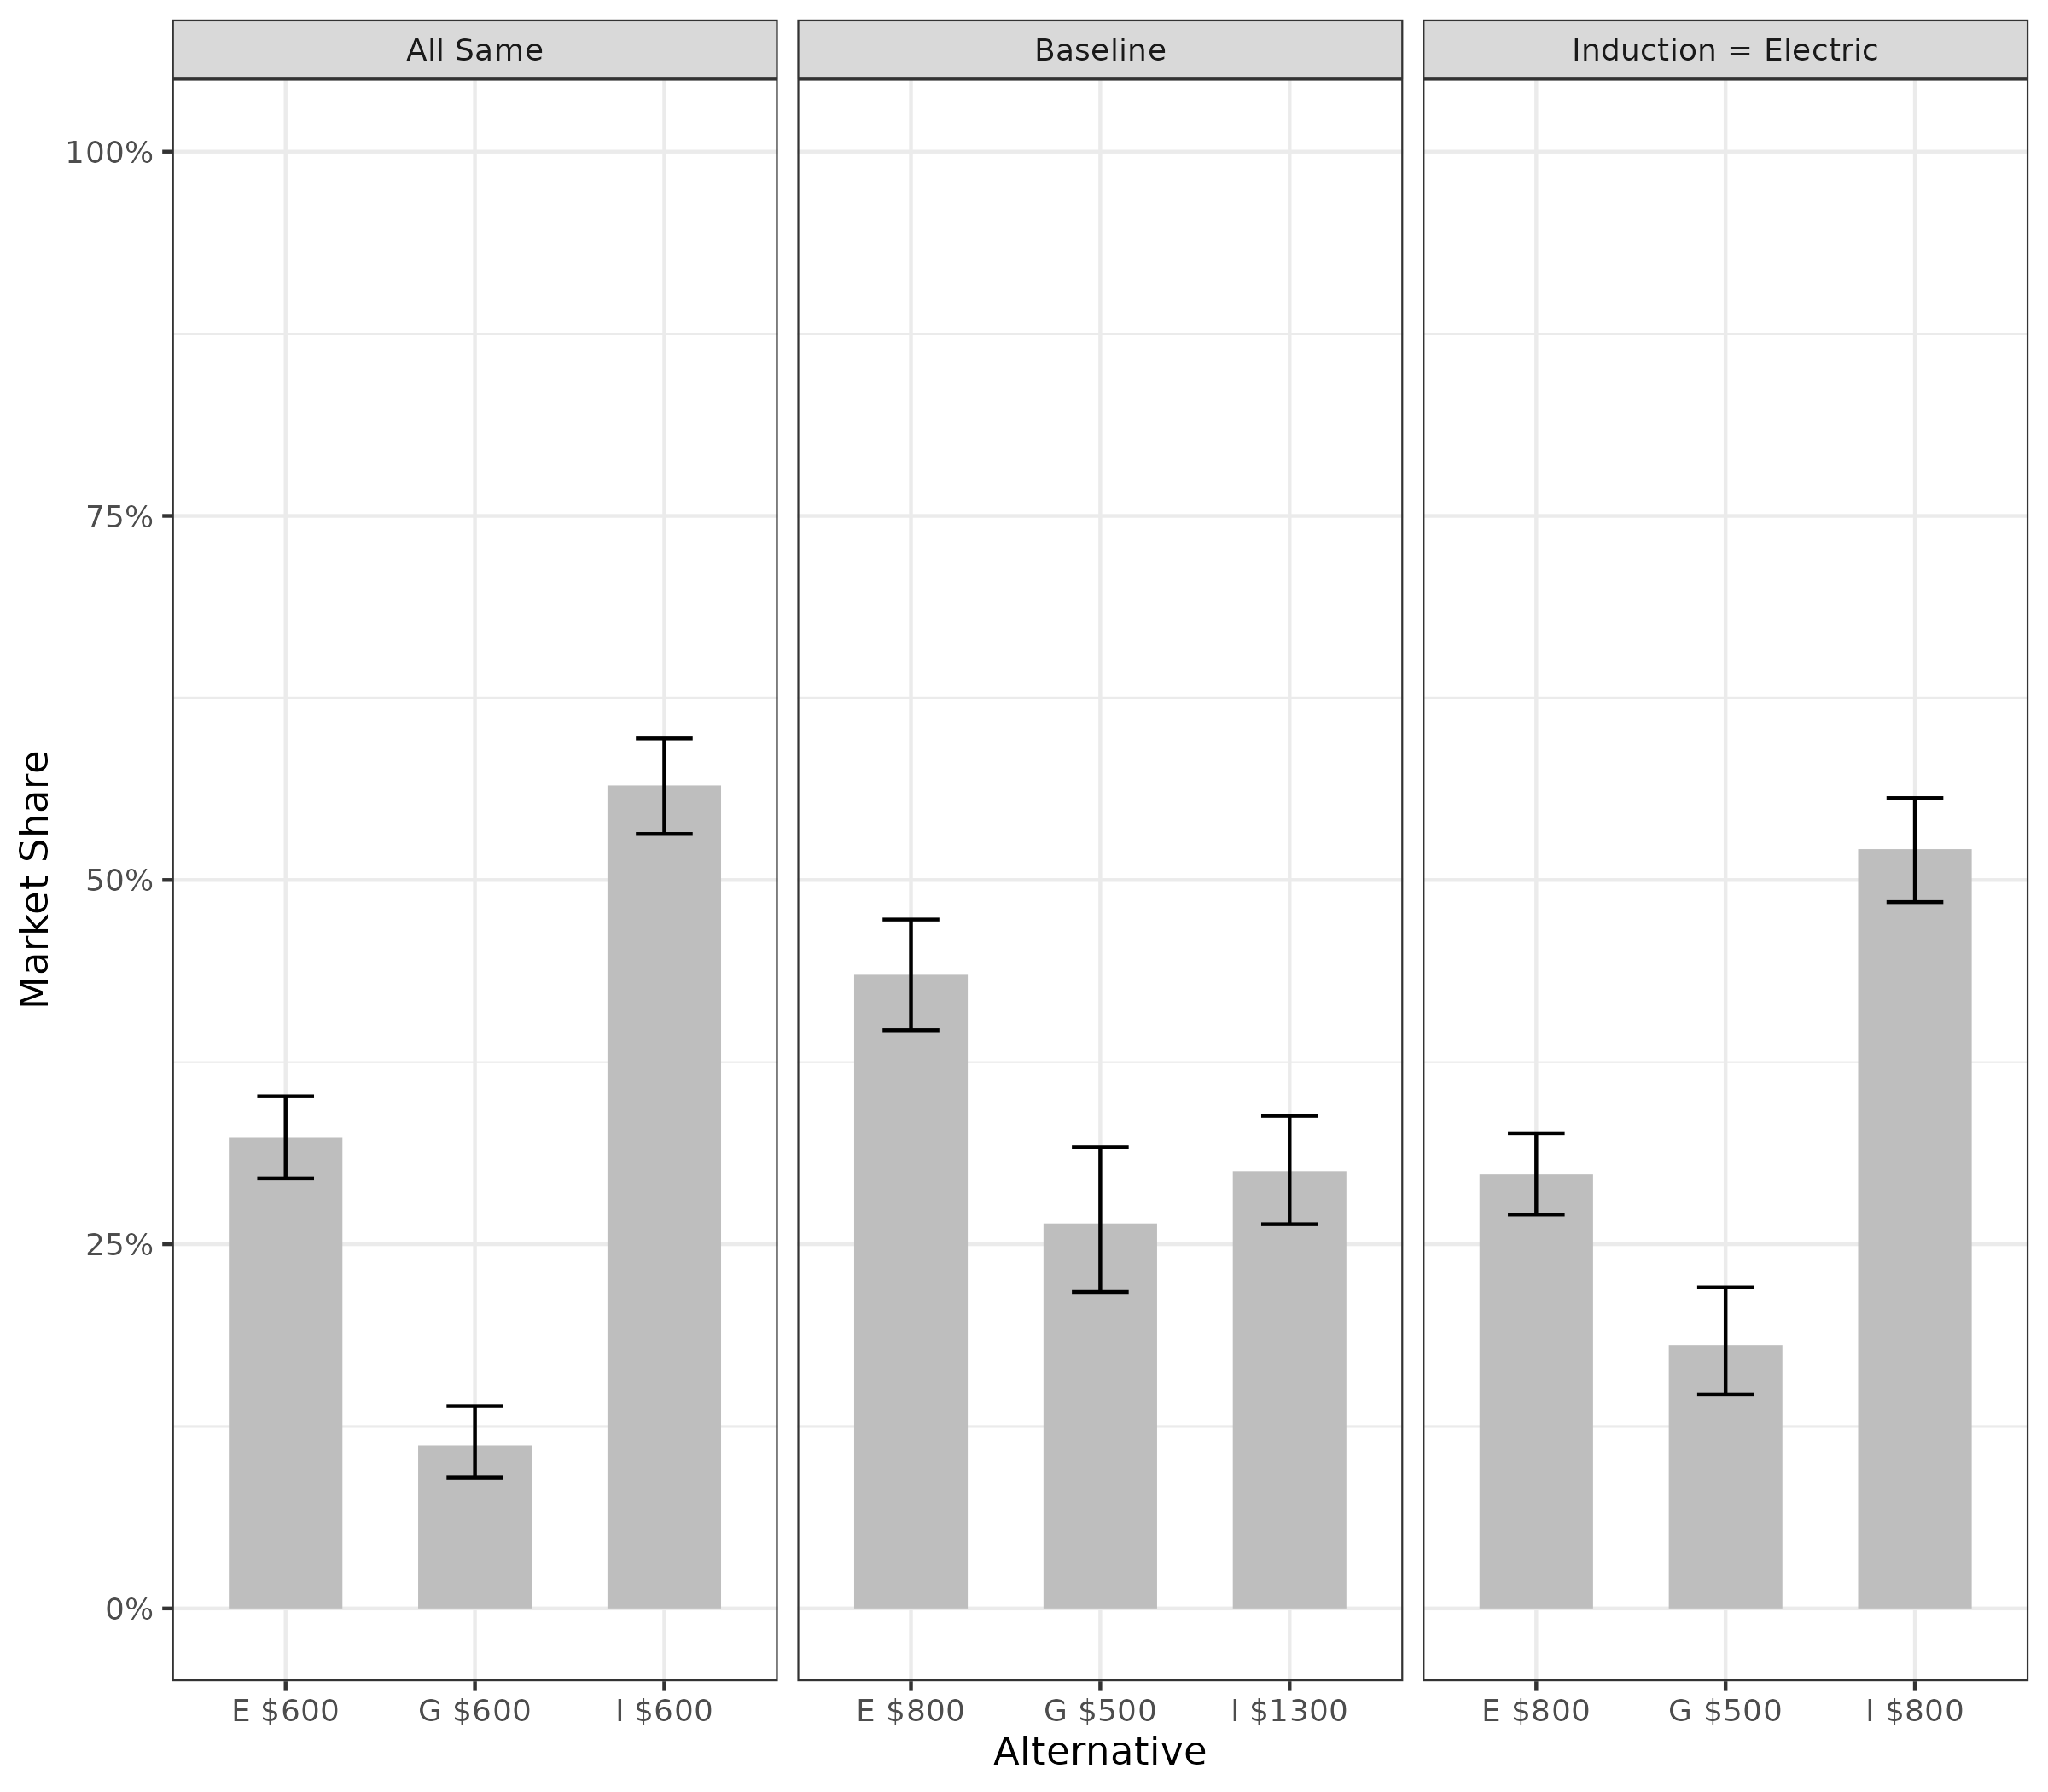 All Same
Baseline
Induction = Electric
Market Share
100%
75%
50%
25%
0%
E $600
G $600
I $600
E $800
G $500
I $1300
E $800
G $500
I $800
Alternative